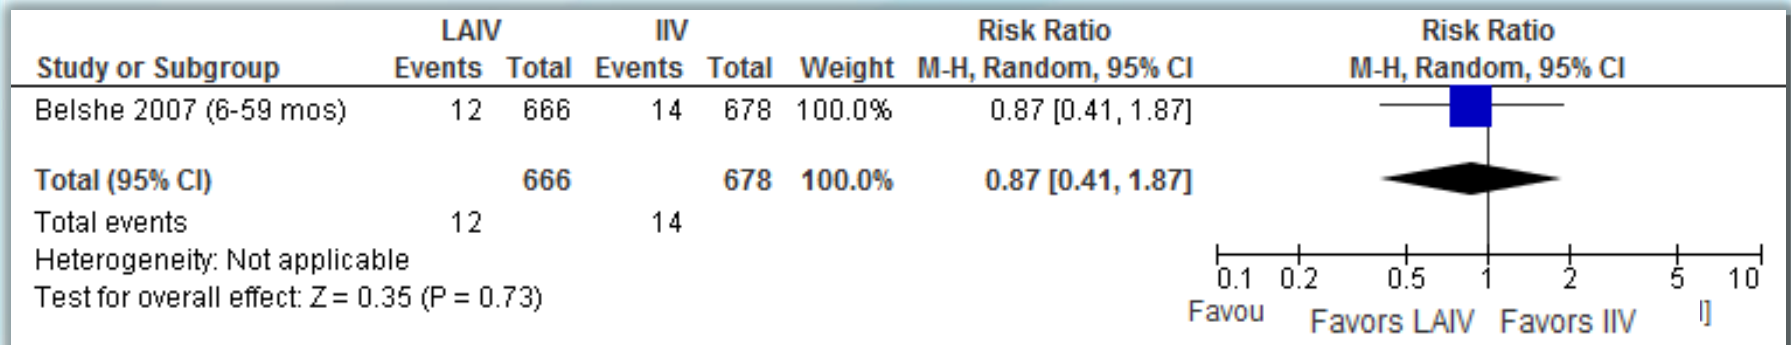 LAIV IIV Risk Ratio Risk Ratio
Study or Subgroup Events Total Events Total Weight M-H, Random, 95% CI M-H, Random, 95% CI
Belshe 2007 (6-59 mos) 12 666 14 678 100.0% 0.87 [0.41, 1.87]
Total (95% CI) 666 678 100.0% 0.87 [0.41, 1.87]
Total events 12 14
Heterogeneity: Not applicable
Test for overall effect: Z = 0.35 (P = 0.73)
0.1 0.2 0.5 1 2 5 10
Favou Favors LAIV Favors IIV